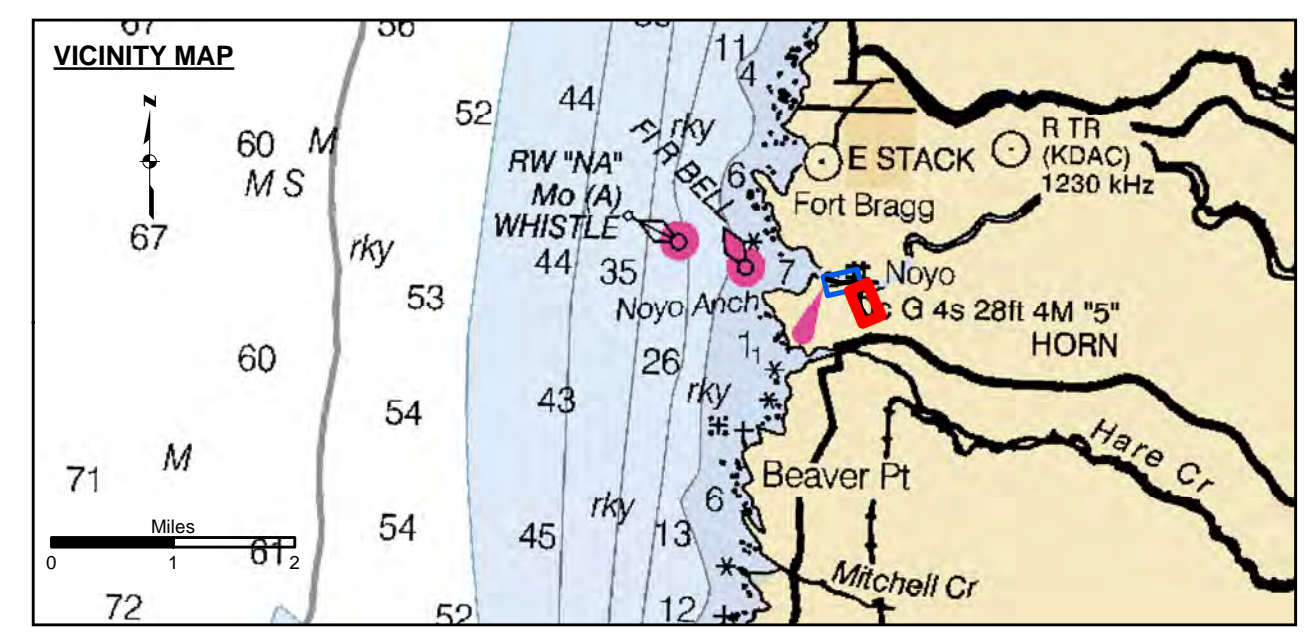 67
56
VICINITY MAP
11
4
44
52
rky
Fl R BELL
R TR
(KDAC)
1230 kHz
60 M
M S
RW "NA"
Mo (A)
WHISTLE
E STACK
6
Fort Bragg
67
rky
44
35
7
Noyo
53
Noyo Anch
c G 4s 28ft 4M "5"
HORN
1₁
60
26
rky
54
43
Hare Cr
M
71
Beaver Pt
6
rky
Miles
54
45
13
61
0
1
2
Mitchell Cr
72
52
12